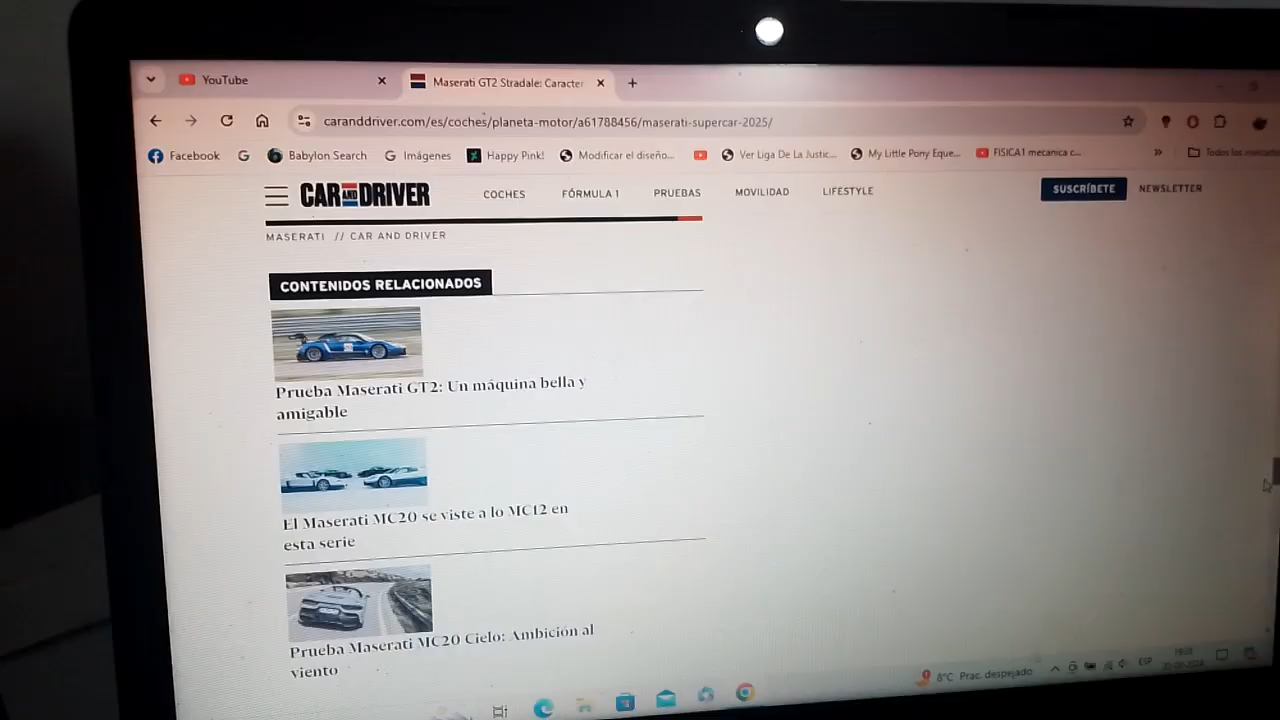 YouTube
Maserati GT2 Stradale: Caracter
caranddriver.com/es/coches/planeta-motor/a61788456/maserati-supercar-2025/
Facebook
Babylon Search
Imágenes
Happy Pink!
Modificar el diseño...
Ver Liga De La Justic...
My Little Pony Eque...
FISICA1 mecanica c...
Todos los
CAR AND DRIVER
COCHES
FÓRMULA 1
PRUEBAS
MOVILIDAD
LIFESTYLE
SUSCRÍBETE
NEWSLETTER
MASERATI // CAR AND DRIVER
CONTENIDOS RELACIONADOS
Prueba Maserati GT2: Un máquina bella y
amigable
El Maserati MC20 se viste a lo MC12 en
esta serie
Prueba Maserati MC20 Cielo: Ambición al
viento
8°C Prac. despejado
ESP